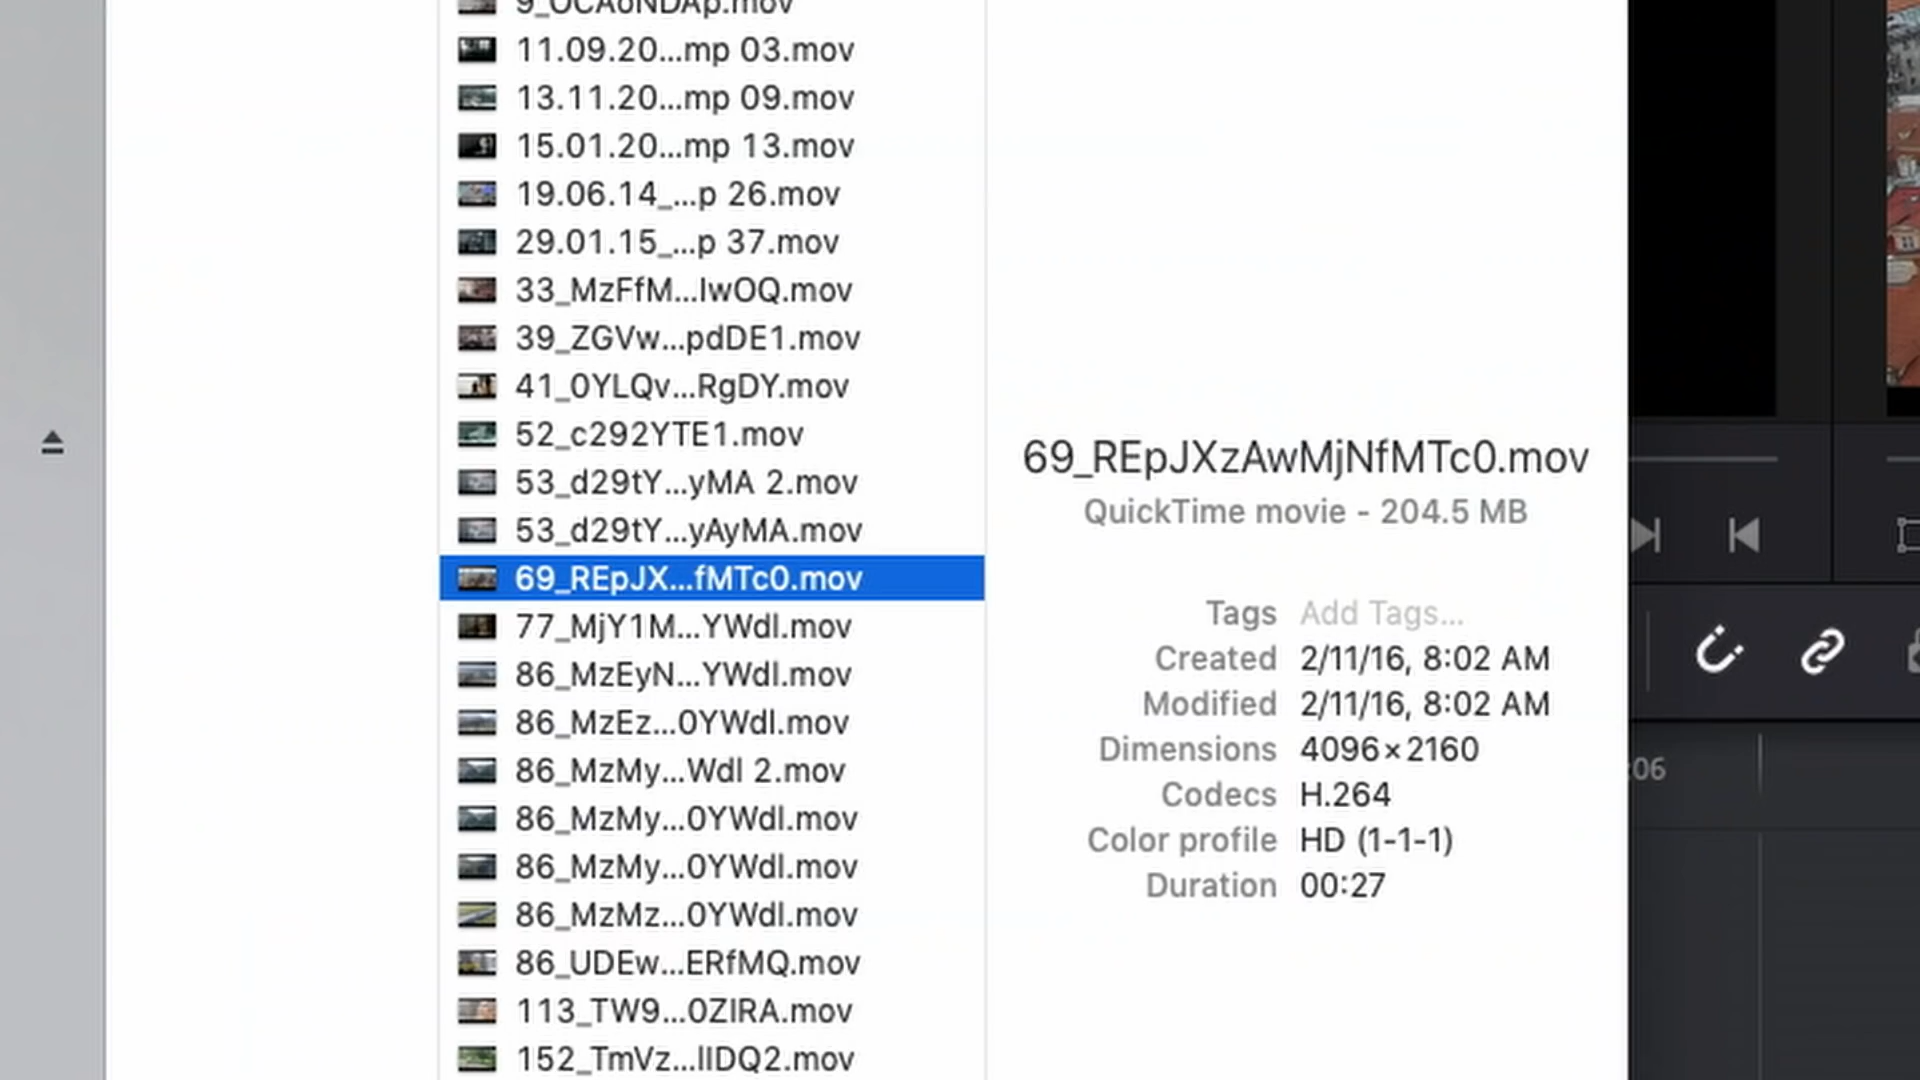 9_OCAoNDAp.mov
11.09.20...mp 03.mov
13.11.20...mp 09.mov
15.01.20...mp 13.mov
19.06.14_...p 26.mov
29.01.15_...p 37.mov
33_MzFfM...IwOQ.mov
39_ZGVw...pdDE1.mov
41_0YLQv...RgDY.mov
52_c292YTE1.mov
53_d29tY...yMA 2.mov
53_d29tY...yAyMA.mov
69_REpJX...fMTc0.mov
77_MjY1M...YWdl.mov
86_MzEyN...YWdl.mov
86_MzEz...0YWdl.mov
86_MzMy...Wdl 2.mov
86_MzMy...0YWdl.mov
86_MzMy...0YWdl.mov
86_MzMz...0YWdl.mov
86_UDEw...ERfMQ.mov
113_TW9...0ZlRA.mov
152_TmVz...lIDQ2.mov
69_REpJXzAwMjNfMTc0.mov
QuickTime movie - 204.5 MB
Tags Add Tags...
Created 2/11/16, 8:02 AM
Modified 2/11/16, 8:02 AM
Dimensions 4096×2160
Codecs H.264
Color profile HD (1-1-1)
Duration 00:27
:06